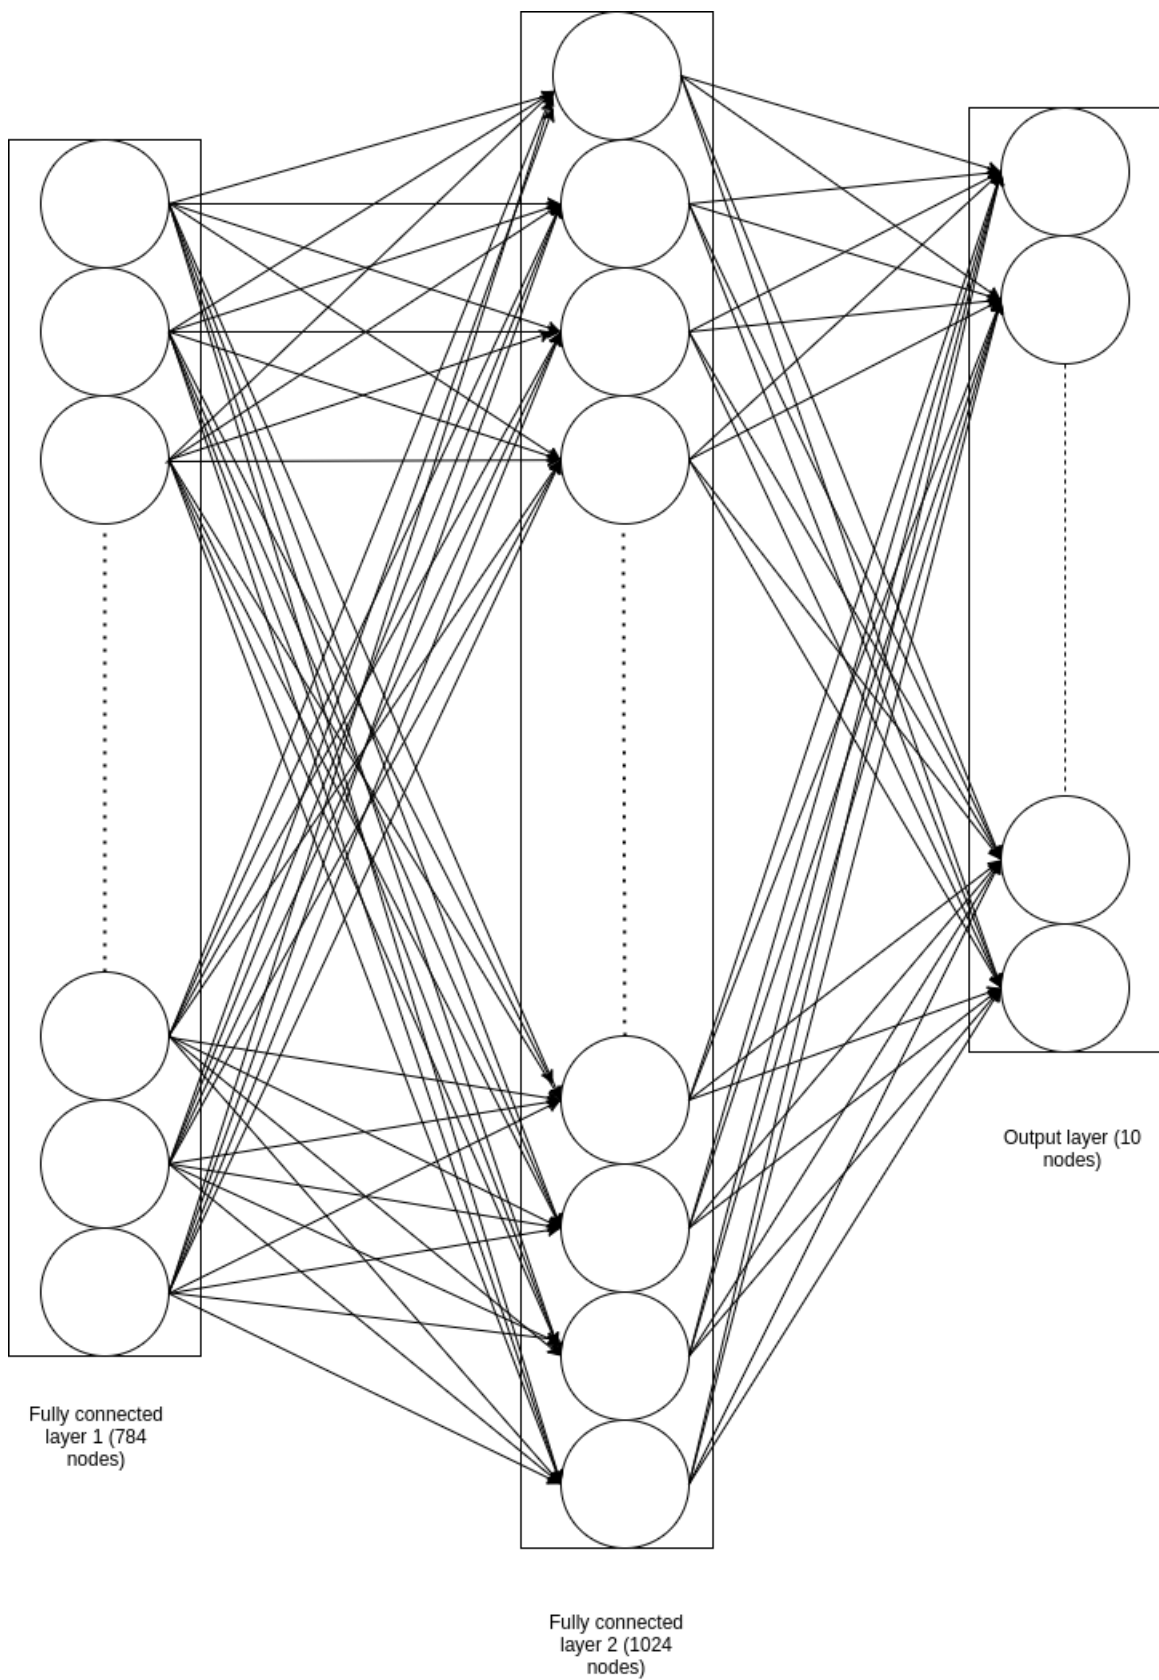 Fully connected
layer 1 (784
nodes)
Fully connected
layer 2 (1024
nodes)
Output layer (10
nodes)